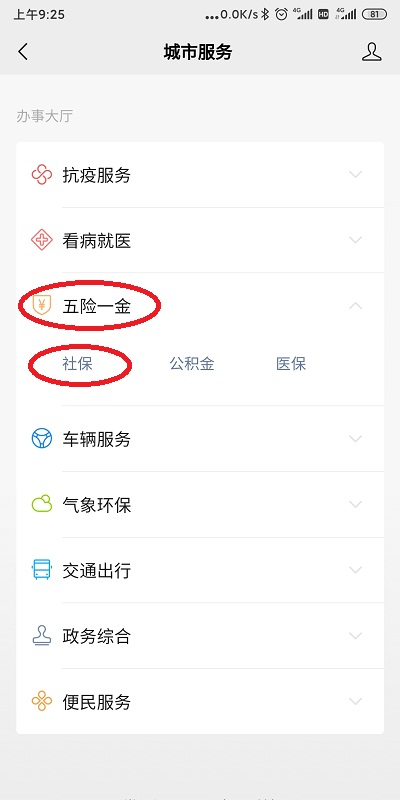 上午9:25
...0.0K/s 4G HD 4G 81
城市服务
办事大厅
抗疫服务
看病就医
¥ 五险一金
社保 公积金 医保
车辆服务
气象环保
交通出行
政务综合
便民服务